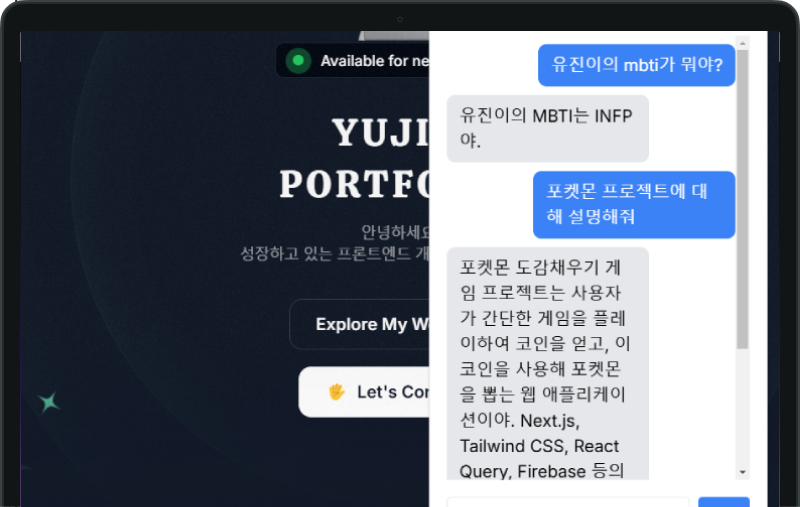 Available for ne
YUJI
PORTFO
안녕하세요
성장하고 있는 프론트엔드 개
Explore My W
Let's Con
유진이의 mbti가 뭐야?
유진이의 MBTI는 INFP
야.
포켓몬 프로젝트에 대
해 설명해줘
포켓몬 도감채우기 게
임 프로젝트는 사용자
가 간단한 게임을 플레
이하여 코인을 얻고, 이
코인을 사용해 포켓몬
을 뽑는 웹 애플리케이
션이야. Next.js,
Tailwind CSS, React
Query, Firebase 등의